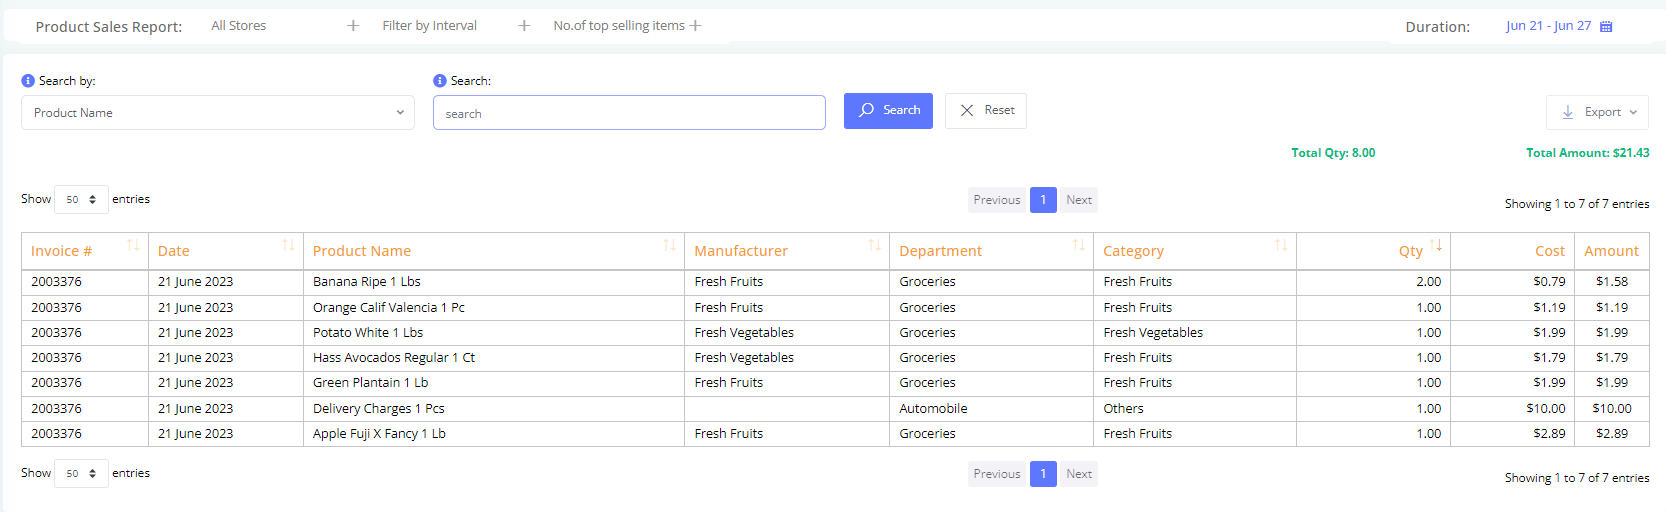 Product Sales Report: All Stores Filter by Interval No.of top selling items Duration: Jun 21 - Jun 27
Search by: Search:
Product Name search Search Reset Export
Total Qty: 8.00 Total Amount: $21.43
Show 50 entries Previous 1 Next Showing 1 to 7 of 7 entries
Invoice # Date Product Name Manufacturer Department Category Qty Cost Amount
2003376 21 June 2023 Banana Ripe 1 Lbs Fresh Fruits Groceries Fresh Fruits 2.00 $0.79 $1.58
2003376 21 June 2023 Orange Calif Valencia 1 Pc Fresh Fruits Groceries Fresh Fruits 1.00 $1.19 $1.19
2003376 21 June 2023 Potato White 1 Lbs Fresh Vegetables Groceries Fresh Vegetables 1.00 $1.99 $1.99
2003376 21 June 2023 Hass Avocados Regular 1 Ct Fresh Vegetables Groceries Fresh Fruits 1.00 $1.79 $1.79
2003376 21 June 2023 Green Plantain 1 Lb Fresh Fruits Groceries Fresh Fruits 1.00 $1.99 $1.99
2003376 21 June 2023 Delivery Charges 1 Pcs Automobile Others 1.00 $10.00 $10.00
2003376 21 June 2023 Apple Fuji X Fancy 1 Lb Fresh Fruits Groceries Fresh Fruits 1.00 $2.89 $2.89
Show 50 entries Previous 1 Next Showing 1 to 7 of 7 entries